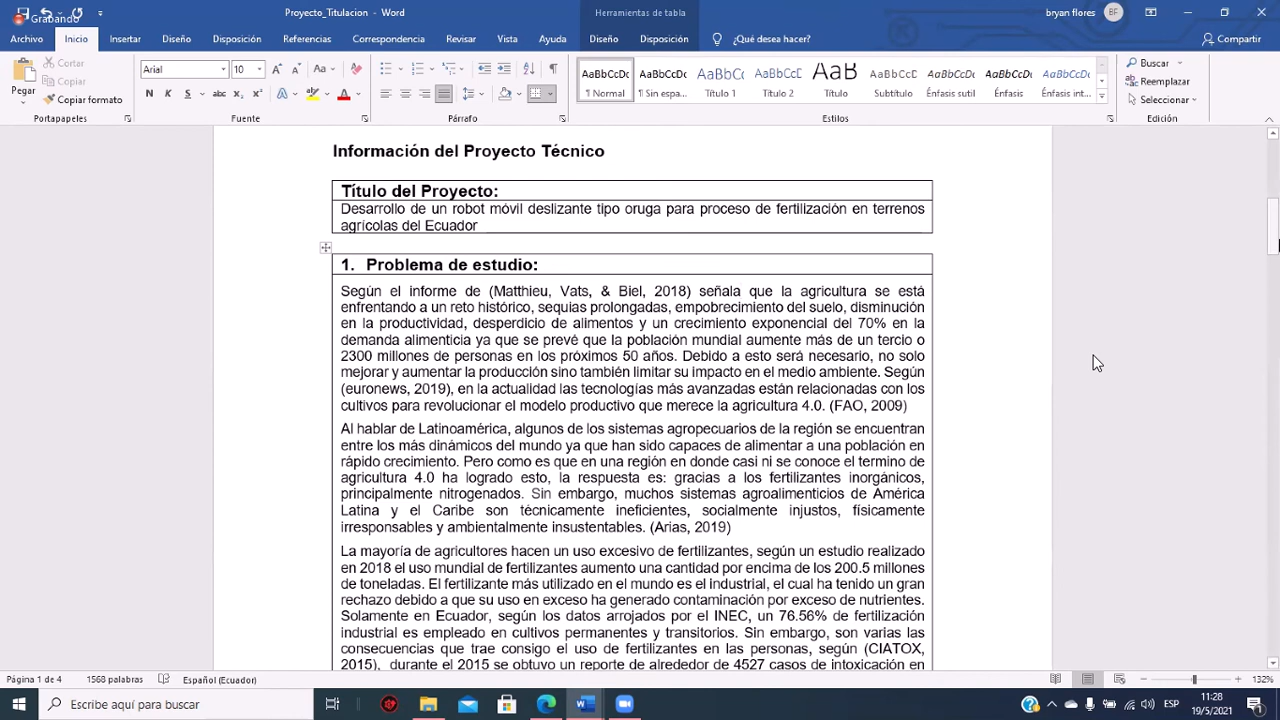 Grabando
Proyecto_Titulacion - Word
Herramientas de tabla
bryan flores
BF
Archivo Inicio Insertar Diseño Disposición Referencias Correspondencia Revisar Vista Ayuda Diseño Disposición ¿Qué desea hacer? Compartir
Pegar
Cortar
Copiar
Copiar formato
Portapapeles
Arial 10
N K S abc x₂ x²
Fuente
Párrafo
AaBbCcDc AaBbCcDc AaBbCc AaBbCcD AaB AaBbCcD AaBbCcDt AaBbCcDt AaBbCcDt
¶ Normal ¶ Sin espa... Título 1 Título 2 Título Subtítulo Énfasis sutil Énfasis Énfasis int...
Estilos
Buscar
Reemplazar
Seleccionar
Edición
Información del Proyecto Técnico
Título del Proyecto:
Desarrollo de un robot móvil deslizante tipo oruga para proceso de fertilización en terrenos
agrícolas del Ecuador
1. Problema de estudio:
Según el informe de (Matthieu, Vats, & Biel, 2018) señala que la agricultura se está
enfrentando a un reto histórico, sequias prolongadas, empobrecimiento del suelo, disminución
en la productividad, desperdicio de alimentos y un crecimiento exponencial del 70% en la
demanda alimenticia ya que se prevé que la población mundial aumente más de un tercio o
2300 millones de personas en los próximos 50 años. Debido a esto será necesario, no solo
mejorar y aumentar la producción sino también limitar su impacto en el medio ambiente. Según
(euronews, 2019), en la actualidad las tecnologías más avanzadas están relacionadas con los
cultivos para revolucionar el modelo productivo que merece la agricultura 4.0. (FAO, 2009)
Al hablar de Latinoamérica, algunos de los sistemas agropecuarios de la región se encuentran
entre los más dinámicos del mundo ya que han sido capaces de alimentar a una población en
rápido crecimiento. Pero como es que en una región en donde casi ni se conoce el termino de
agricultura 4.0 ha logrado esto, la respuesta es: gracias a los fertilizantes inorgánicos,
principalmente nitrogenados. Sin embargo, muchos sistemas agroalimenticios de América
Latina y el Caribe son técnicamente ineficientes, socialmente injustos, físicamente
irresponsables y ambientalmente insustentables. (Arias, 2019)
La mayoría de agricultores hacen un uso excesivo de fertilizantes, según un estudio realizado
en 2018 el uso mundial de fertilizantes aumento una cantidad por encima de los 200.5 millones
de toneladas. El fertilizante más utilizado en el mundo es el industrial, el cual ha tenido un gran
rechazo debido a que su uso en exceso ha generado contaminación por exceso de nutrientes.
Solamente en Ecuador, según los datos arrojados por el INEC, un 76.56% de fertilización
industrial es empleado en cultivos permanentes y transitorios. Sin embargo, son varias las
consecuencias que trae consigo el uso de fertilizantes en las personas, según (CIATOX,
2015), durante el 2015 se obtuvo un reporte de alrededor de 4527 casos de intoxicación en
Página 1 de 4 1568 palabras Español (Ecuador) 132%
Escribe aquí para buscar
ESP
11:28
19/5/2021